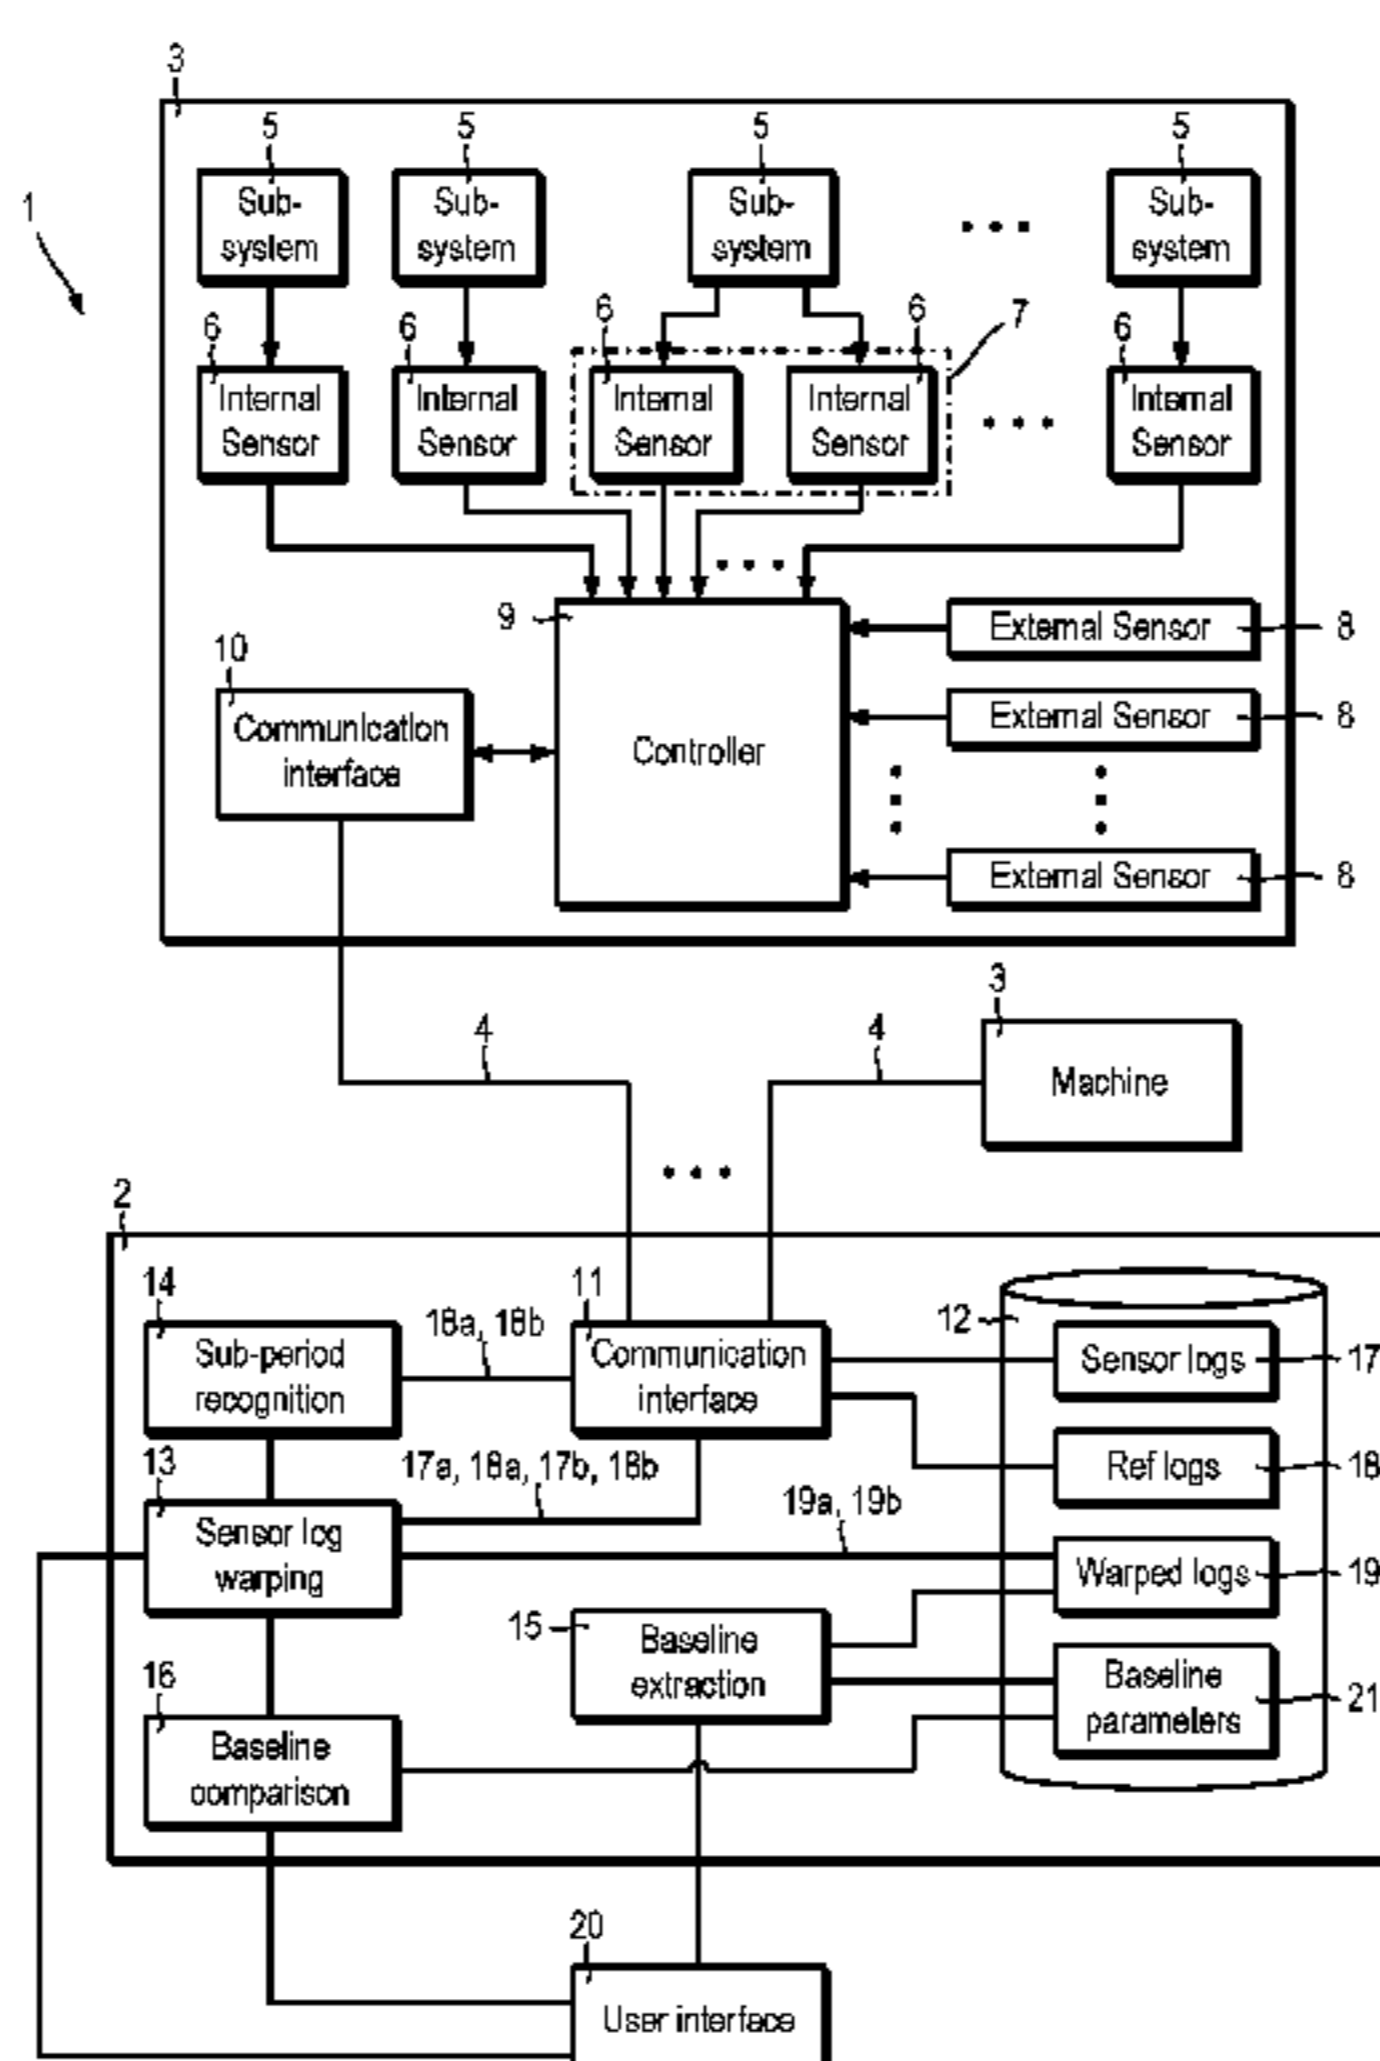 3
5 5 5 5
1
Sub-
system
Sub-
system
Sub-
system
Sub-
system
6 6 6 6 7 6
Internal
Sensor
Internal
Sensor
Internal
Sensor
Internal
Sensor
Internal
Sensor
9
External Sensor 8
10
Communication
interface
Controller
External Sensor 8
External Sensor 8
3
4 4
Machine
2
14
11
12
18a, 18b
Sub-period
recognition
Communication
interface
Sensor logs 17
13
17a, 18a, 17b, 18b
Ref logs 18
19a, 19b
Sensor log
warping
Warped logs 19
15
Baseline
extraction
16
Baseline
parameters
21
Baseline
comparison
20
User interface